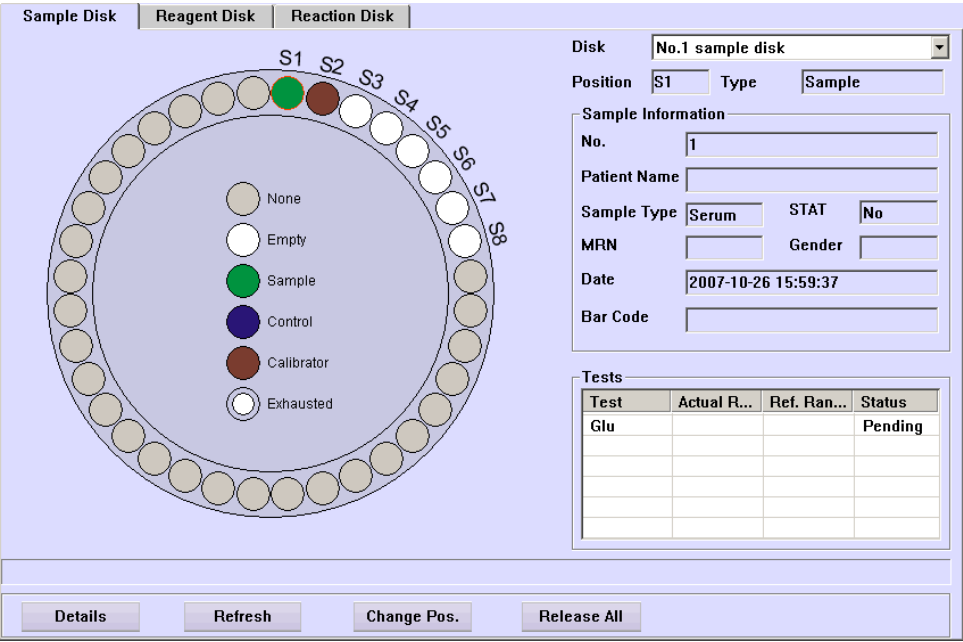 Sample Disk Reagent Disk Reaction Disk
S1 S2 S3 S4 S5 S6 S7 S8
None
Empty
Sample
Control
Calibrator
Exhausted
Disk No.1 sample disk
Position S1 Type Sample
Sample Information
No. 1
Patient Name
Sample Type Serum STAT No
MRN Gender
Date 2007-10-26 15:59:37
Bar Code
Tests
Test Actual R... Ref. Ran... Status
Glu Pending
Details Refresh Change Pos. Release All